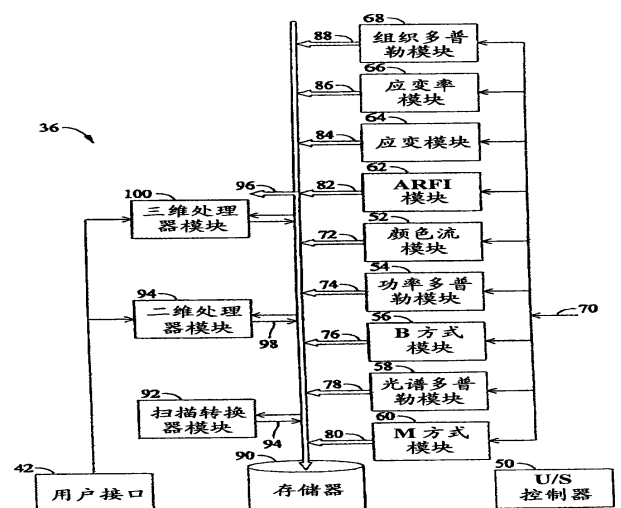 68
88
组织多普
勒模块
66
86
应变率
模块
64
84
应变模块
36
62
96
82
ARFI
模块
100
三维处理
器模块
52
72
颜色流
模块
54
74
功率多普
勒模块
70
94
二维处理
器模块
98
56
76
B 方式
模块
58
78
光谱多普
勒模块
92
扫描转换
器模块
94
60
80
M 方式
模块
90
存储器
42
用户接口
50
U/S
控制器